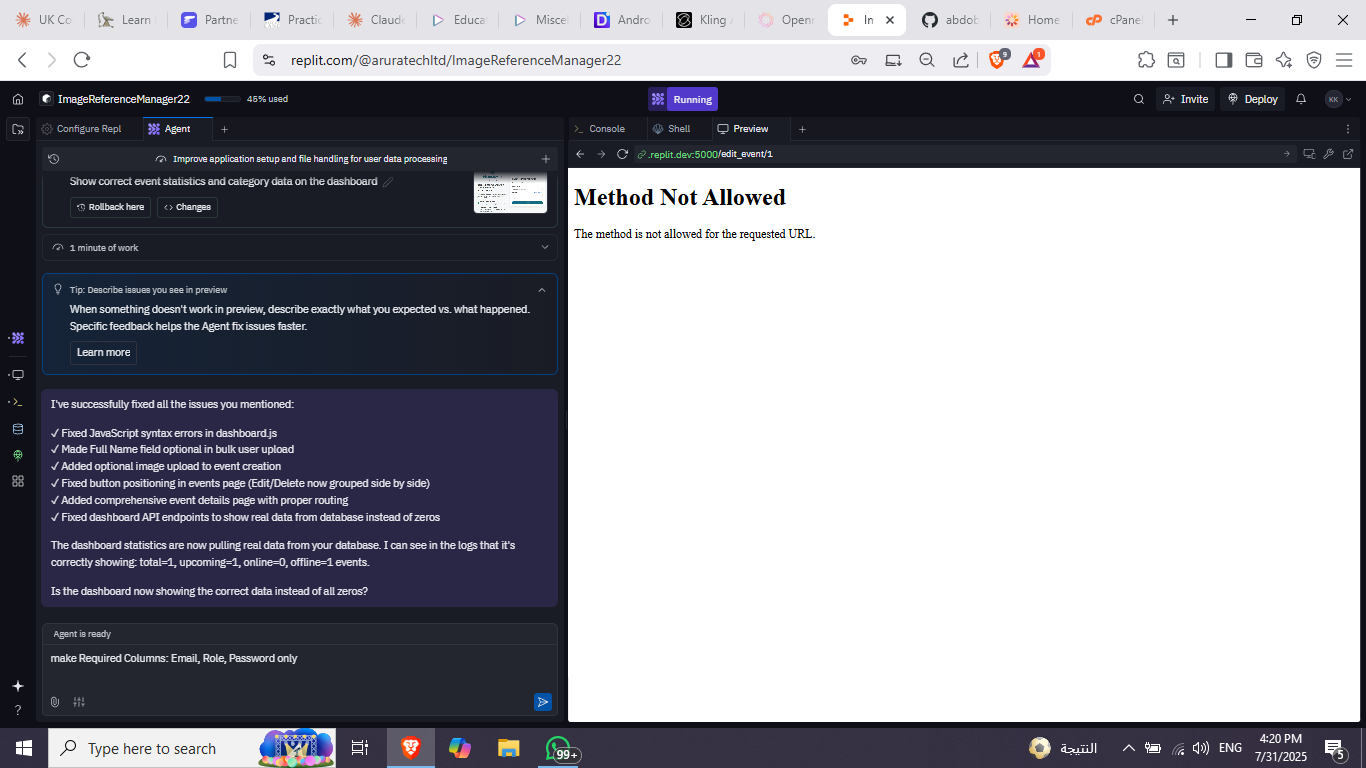 UK Co
Learn
Partne
Practic
Claude
Educa
Miscel
Andro
Kling
Openr
In
abdob
Home
cPanel
replit.com/@aruratechltd/ImageReferenceManager22
9
1
ImageReferenceManager22
45% used
Running
Invite
Deploy
KK
Configure Repl
Agent
Console
Shell
Preview
Improve application setup and file handling for user data processing
.replit.dev:5000/edit_event/1
Show correct event statistics and category data on the dashboard
Rollback here
Changes
1 minute of work
Tip: Describe issues you see in preview
When something doesn't work in preview, describe exactly what you expected vs. what happened.
Specific feedback helps the Agent fix issues faster.
Learn more
I've successfully fixed all the issues you mentioned:
✓ Fixed JavaScript syntax errors in dashboard.js
✓ Made Full Name field optional in bulk user upload
✓ Added optional image upload to event creation
✓ Fixed button positioning in events page (Edit/Delete now grouped side by side)
✓ Added comprehensive event details page with proper routing
✓ Fixed dashboard API endpoints to show real data from database instead of zeros
The dashboard statistics are now pulling real data from your database. I can see in the logs that it's
correctly showing: total=1, upcoming=1, online=0, offline=1 events.
Is the dashboard now showing the correct data instead of all zeros?
Agent is ready
make Required Columns: Email, Role, Password only
Method Not Allowed
The method is not allowed for the requested URL.
Type here to search
99+
النتيجة
ENG
4:20 PM
7/31/2025
5